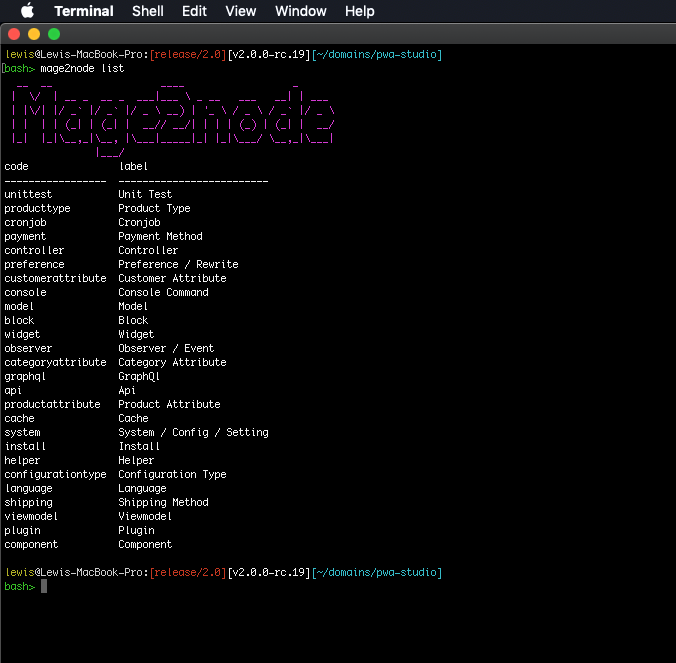 Terminal Shell Edit View Window Help
lewis@Lewis-MacBook-Pro:[release/2.0][v2.0.0-rc.19][~/domains/pwa-studio]
[bash> mage2node list
Mage2node
code label
----------------- -------------------------
unittest Unit Test
producttype Product Type
cronjob Cronjob
payment Payment Method
controller Controller
preference Preference / Rewrite
customerattribute Customer Attribute
console Console Command
model Model
block Block
widget Widget
observer Observer / Event
categoryattribute Category Attribute
graphql GraphQl
api Api
productattribute Product Attribute
cache Cache
system System / Config / Setting
install Install
helper Helper
configurationtype Configuration Type
language Language
shipping Shipping Method
viewmodel Viewmodel
plugin Plugin
component Component
lewis@Lewis-MacBook-Pro:[release/2.0][v2.0.0-rc.19][~/domains/pwa-studio]
bash>